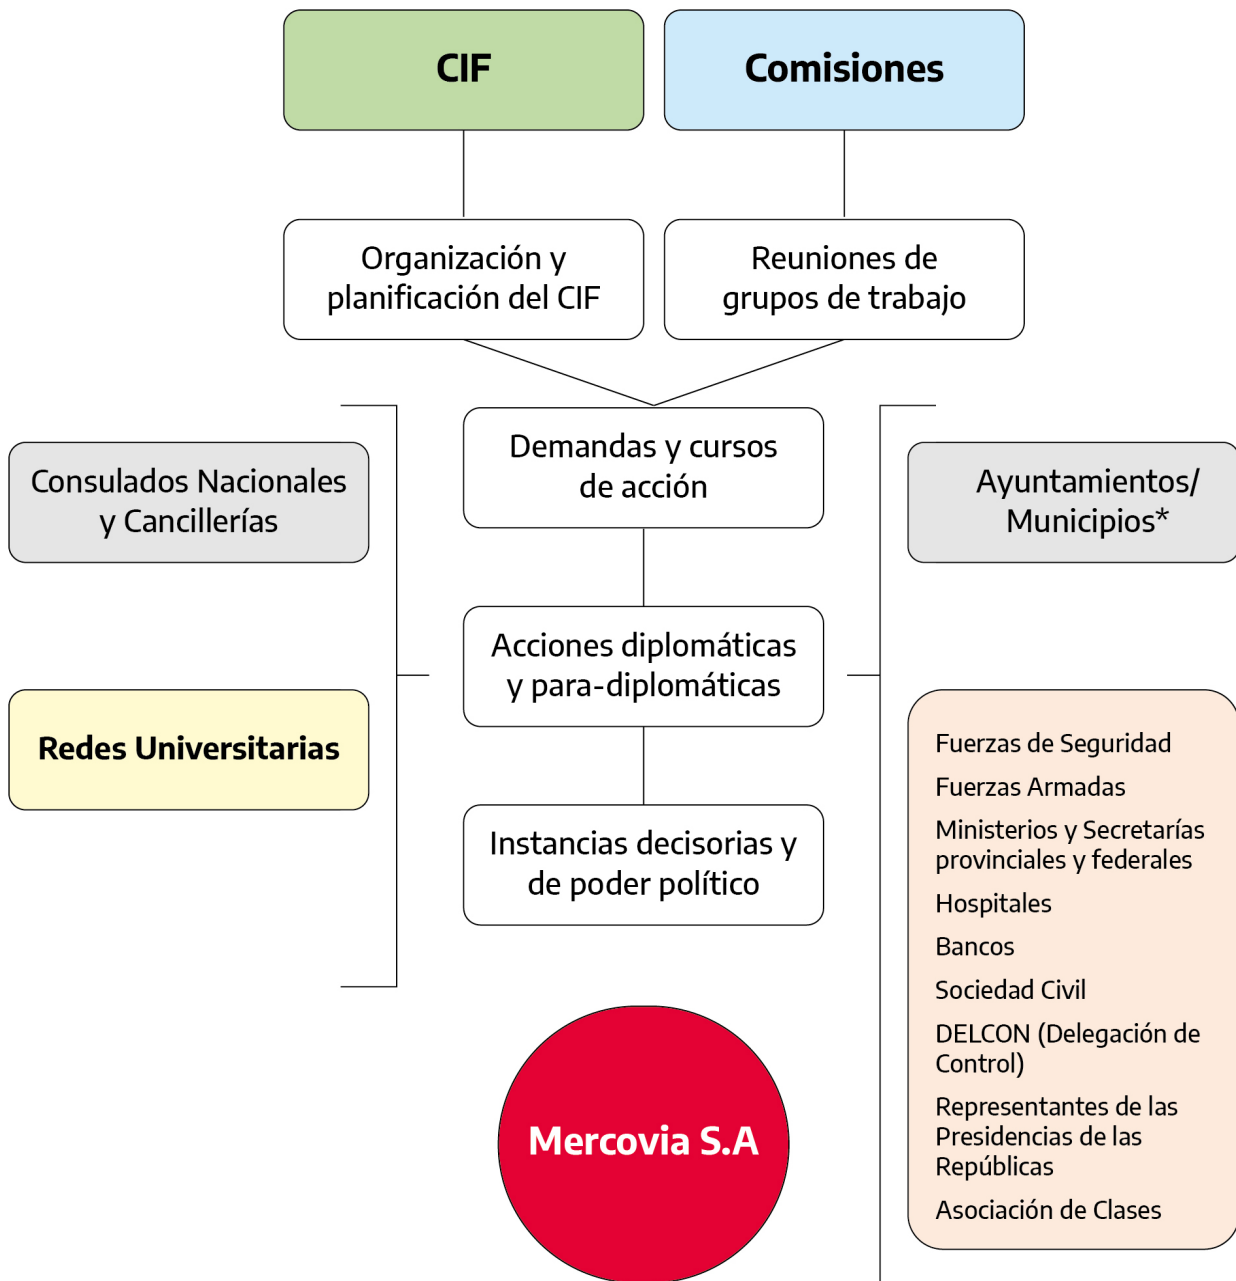 CIF
Comisiones
Organización y
planificación del CIF
Reuniones de
grupos de trabajo
Demandas y cursos
de acción
Consulados Nacionales
y Cancillerías
Ayuntamientos/
Municipios*
Acciones diplomáticas
y para-diplomáticas
Redes Universitarias
Instancias decisorias y
de poder político
Fuerzas de Seguridad
Fuerzas Armadas
Ministerios y Secretarías
provinciales y federales
Hospitales
Bancos
Sociedad Civil
DELCON (Delegación de
Control)
Representantes de las
Presidencias de las
Repúblicas
Asociación de Clases
Mercovia S.A